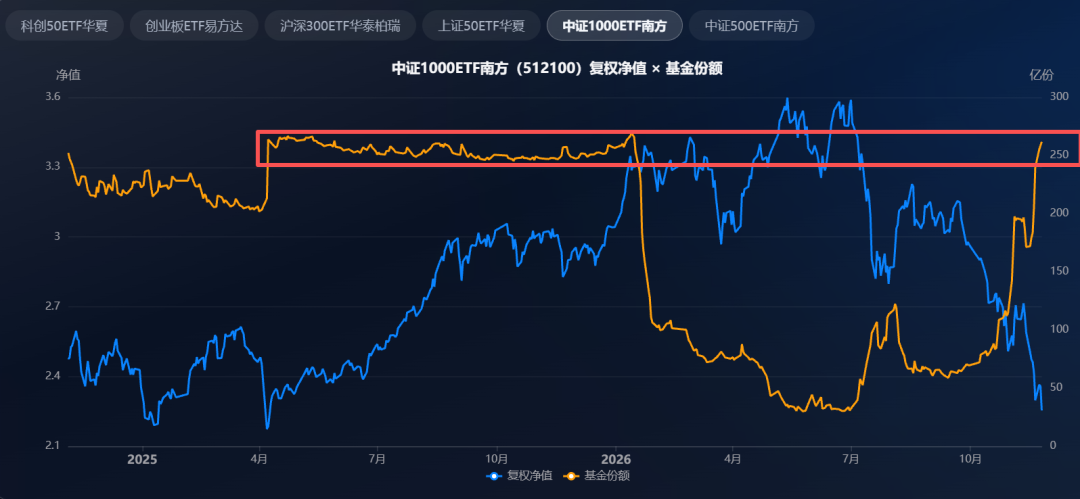 科创50ETF华夏 创业板ETF易方达 沪深300ETF华泰柏瑞 上证50ETF华夏 中证1000ETF南方 中证500ETF南方
中证1000ETF南方（512100）复权净值 × 基金份额
净值 亿份
3.6 300
3.3 250
200
3
150
2.7
100
2.4
50
2.1 0
2025 4月 7月 10月 2026 4月 7月 10月
复权净值 基金份额